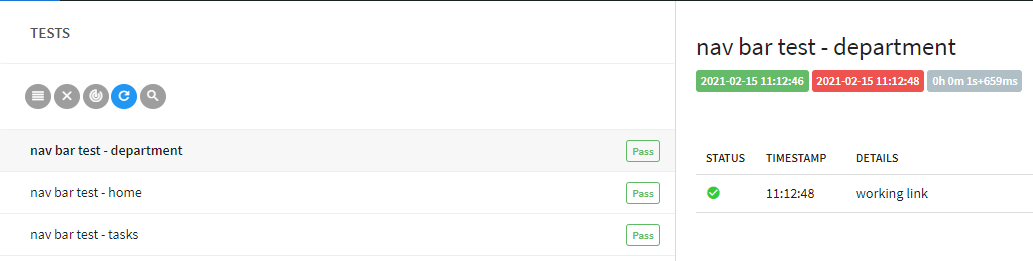 TESTS
nav bar test - department
Pass
nav bar test - home
Pass
nav bar test - tasks
Pass
nav bar test - department
2021-02-15 11:12:46 2021-02-15 11:12:48 0h 0m 1s+659ms
STATUS TIMESTAMP DETAILS
11:12:48 working link